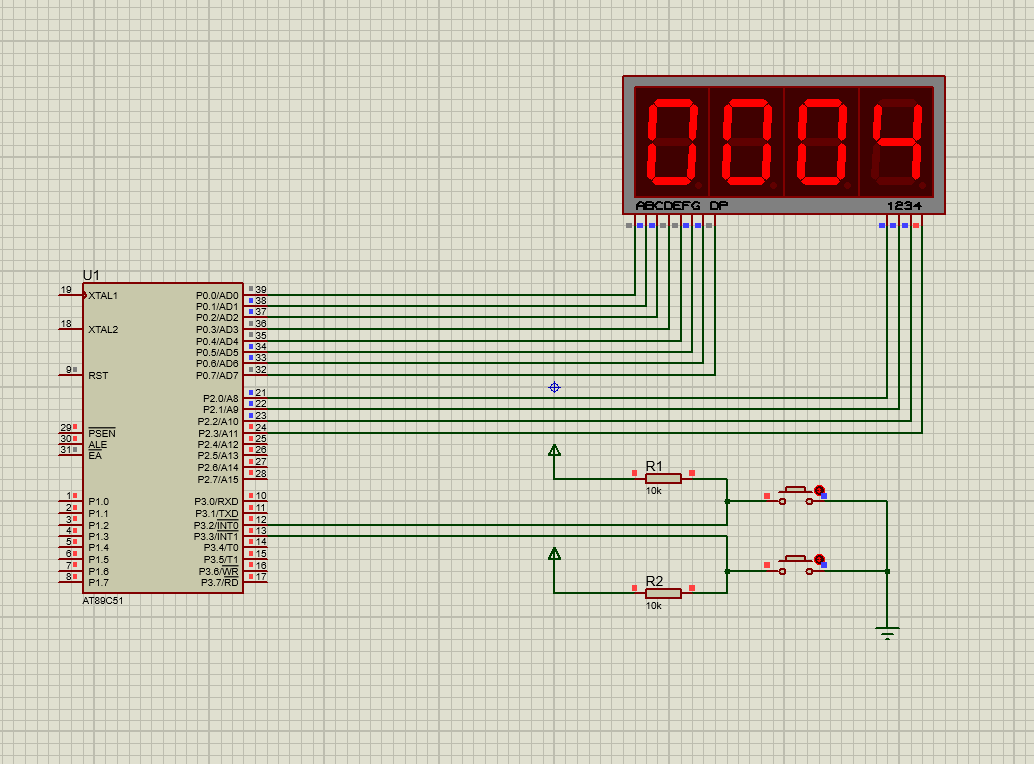 ABCDEFG DP
1234
U1
19 XTAL1 P0.0/AD0 39
P0.1/AD1 38
P0.2/AD2 37
18 XTAL2 P0.3/AD3 36
P0.4/AD4 35
P0.5/AD5 34
P0.6/AD6 33
9 RST P0.7/AD7 32
P2.0/A8 21
P2.1/A9 22
P2.2/A10 23
29 PSEN P2.3/A11 24
30 ALE P2.4/A12 25
31 EA P2.5/A13 26
P2.6/A14 27
P2.7/A15 28
1 P1.0 P3.0/RXD 10
2 P1.1 P3.1/TXD 11
3 P1.2 P3.2/INT0 12
4 P1.3 P3.3/INT1 13
5 P1.4 P3.4/T0 14
6 P1.5 P3.5/T1 15
7 P1.6 P3.6/WR 16
8 P1.7 P3.7/RD 17
AT89C51
0004
R1
10k
R2
10k